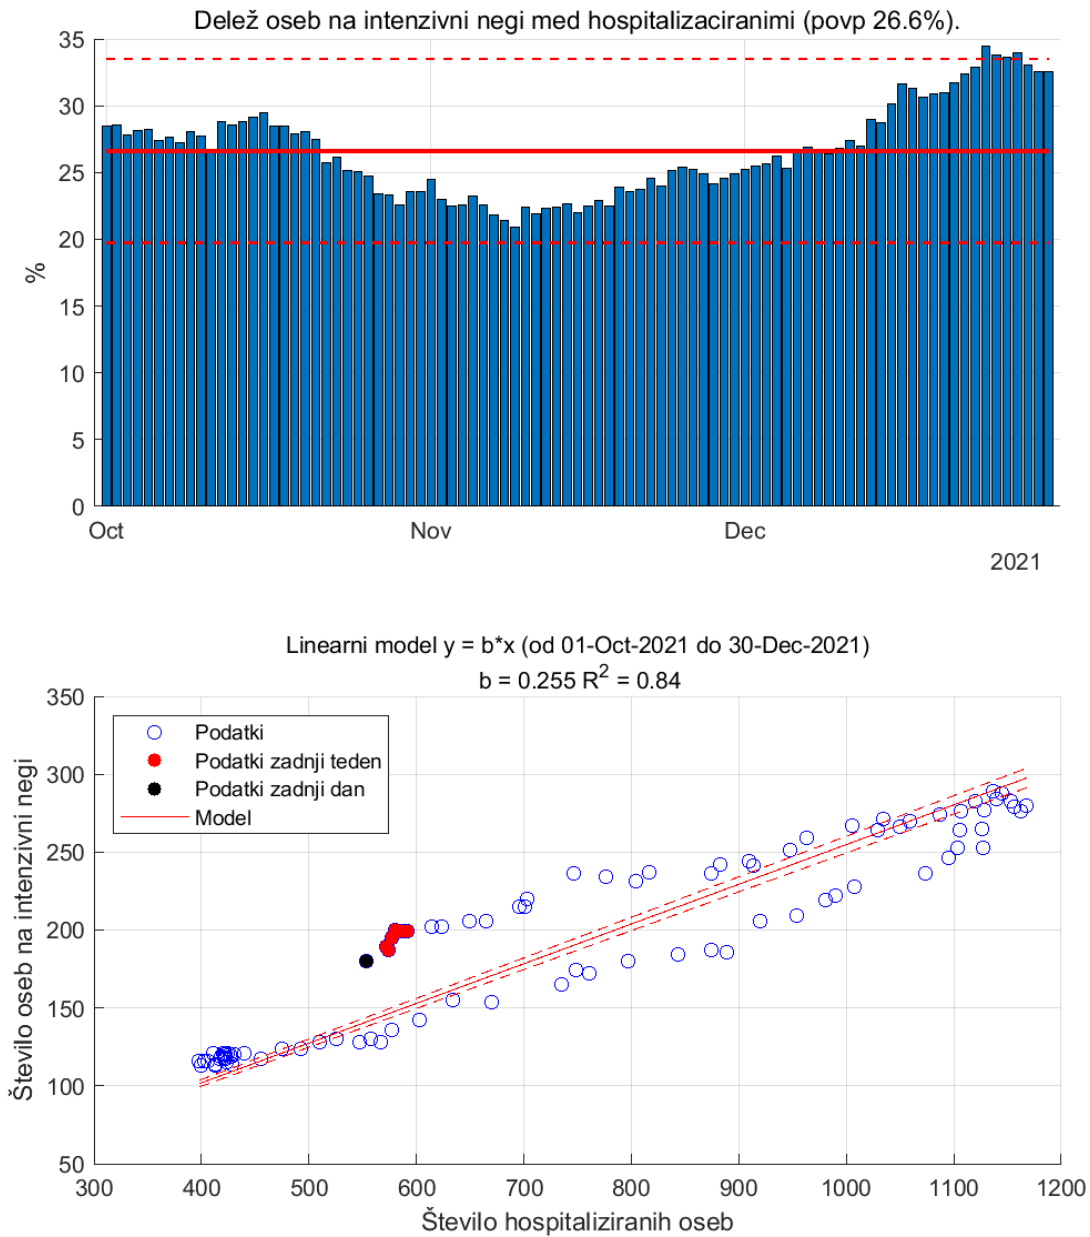 Delež oseb na intenzivni negi med hospitalizaciranimi (povp 26.6%).
35
30
25
20
15
10
5
0
%
Oct
Nov
Dec
2021
Linearni model y = b*x (od 01-Oct-2021 do 30-Dec-2021)
b = 0.255 R² = 0.84
350
300
250
200
150
100
50
Število oseb na intenzivni negi
Podatki
Podatki zadnji teden
Podatki zadnji dan
Model
300 400 500 600 700 800 900 1000 1100 1200
Število hospitaliziranih oseb